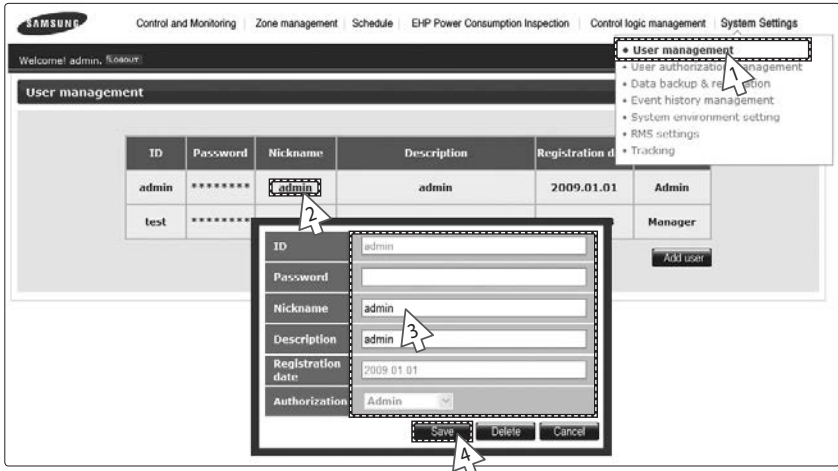 SAMSUNG
Control and Monitoring Zone management Schedule EHP Power Consumption Inspection Control logic management System Settings
Welcome! admin. LOGOUT
• User management
• User authorization management
• Data backup &
• Event history management
• System environment setting
• RMS settings
• Tracking
User management
ID Password Nickname Description Registration d
admin ******** admin admin 2009.01.01 Admin
test ******** Manager
Add user
ID admin
Password
Nickname admin
Description admin
Registration
date
2009 01 01
Authorization Admin
Save Delete Cancel
1
2
3
4